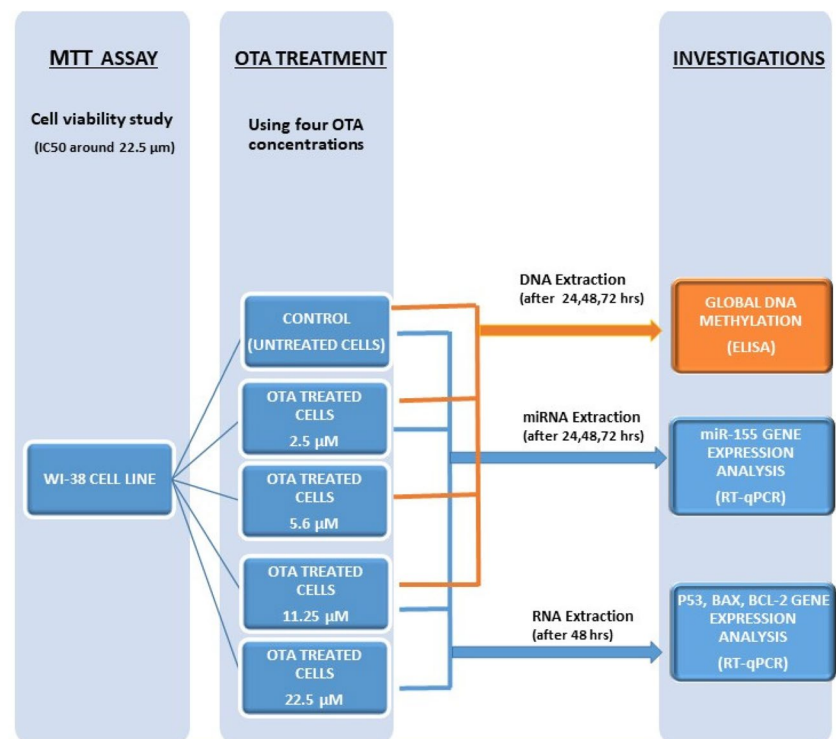 MTT ASSAY
Cell viability study
(IC50 around 22.5 µm)
WI-38 CELL LINE
OTA TREATMENT
Using four OTA
concentrations
CONTROL
(UNTREATED CELLS)
OTA TREATED
CELLS
2.5 µM
OTA TREATED
CELLS
5.6 µM
OTA TREATED
CELLS
11.25 µM
OTA TREATED
CELLS
22.5 µM
DNA Extraction
(after 24,48,72 hrs)
miRNA Extraction
(after 24,48,72 hrs)
RNA Extraction
(after 48 hrs)
INVESTIGATIONS
GLOBAL DNA
METHYLATION
(ELISA)
miR-155 GENE
EXPRESSION
ANALYSIS
(RT-qPCR)
P53, BAX, BCL-2 GENE
EXPRESSION
ANALYSIS
(RT-qPCR)